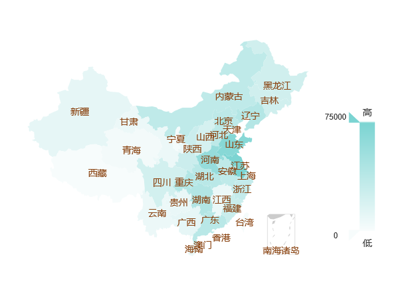 黑龙江
内蒙古
吉林
新疆
辽宁
甘肃
北京
天津
河北
宁夏
山西
山东
青海
陕西
河南
江苏
西藏
安徽
上海
四川
重庆
湖北
浙江
贵州
湖南
江西
云南
福建
广西
广东
台湾
香港
澳门
海南
南海诸岛
高
75000
0
低